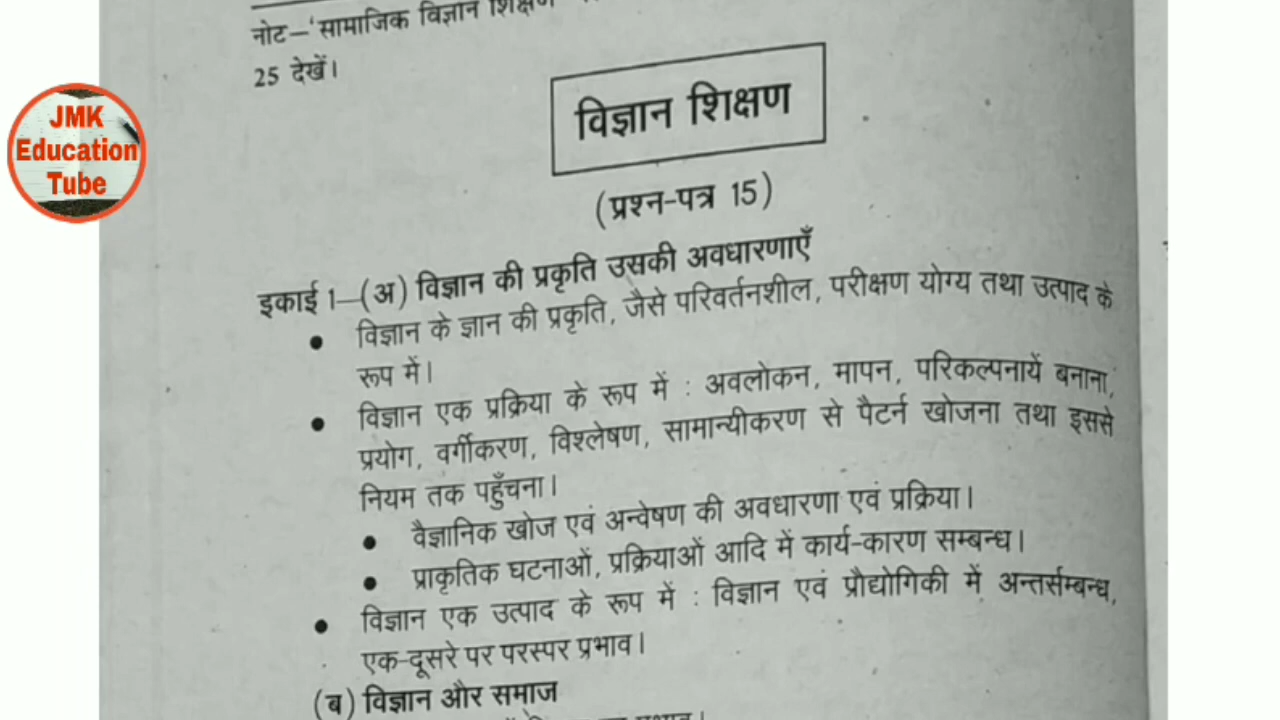 नोट–'सामाजिक विज्ञान शिक्षण
25 देखें।
JMK
Education
Tube
विज्ञान शिक्षण
(प्रश्न-पत्र 15)
इकाई 1–(अ) विज्ञान की प्रकृति उसकी अवधारणाएँ
● विज्ञान के ज्ञान की प्रकृति, जैसे परिवर्तनशील, परीक्षण योग्य तथा उत्पाद के
रूप में।
● विज्ञान एक प्रक्रिया के रूप में : अवलोकन, मापन, परिकल्पनायें बनाना,
प्रयोग, वर्गीकरण, विश्लेषण, सामान्यीकरण से पैटर्न खोजना तथा इससे
नियम तक पहुँचना।
● वैज्ञानिक खोज एवं अन्वेषण की अवधारणा एवं प्रक्रिया।
● प्राकृतिक घटनाओं, प्रक्रियाओं आदि में कार्य-कारण सम्बन्ध।
● विज्ञान एक उत्पाद के रूप में : विज्ञान एवं प्रौद्योगिकी में अन्तर्सम्बन्ध,
एक-दूसरे पर परस्पर प्रभाव।
(ब) विज्ञान और समाज